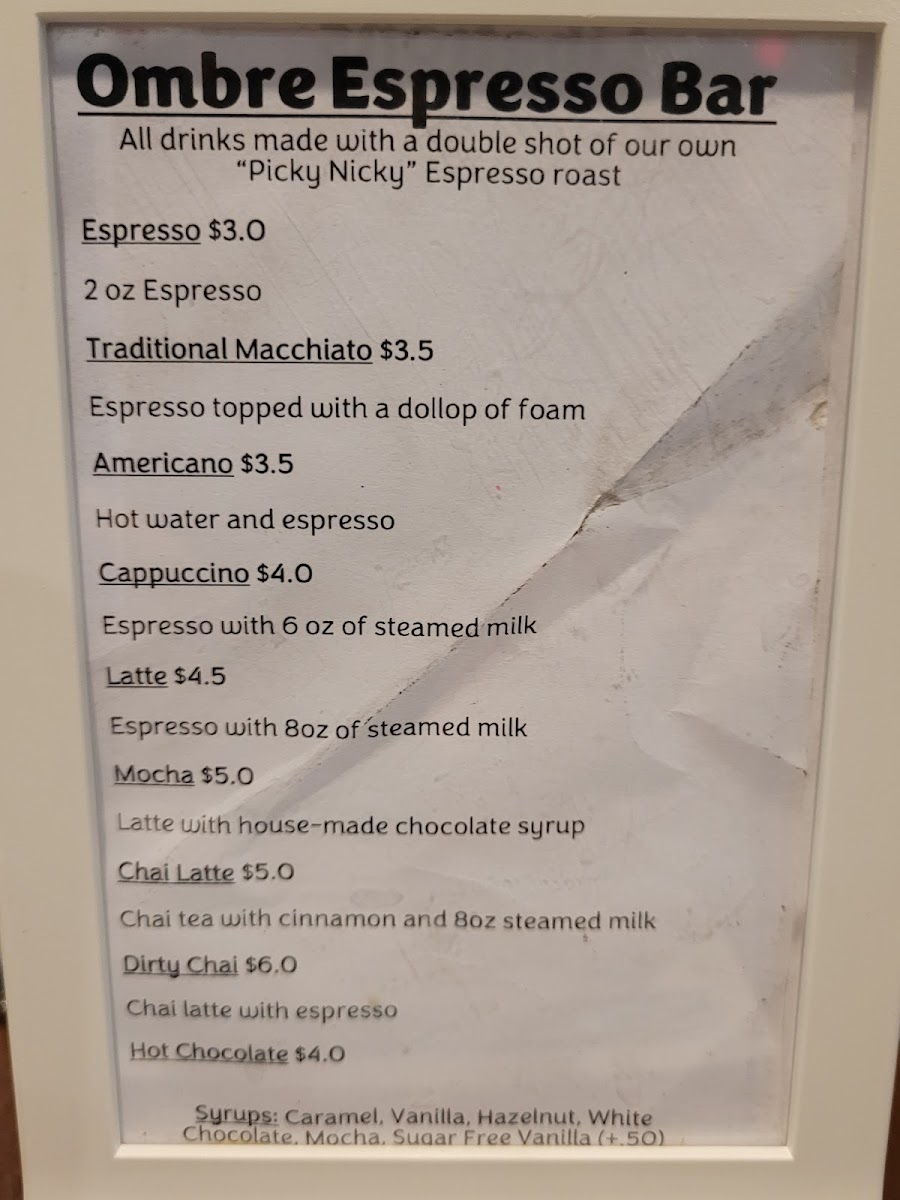 Ombre Espresso Bar
All drinks made with a double shot of our own
“Picky Nicky” Espresso roast
Espresso $3.0
2 oz Espresso
Traditional Macchiato $3.5
Espresso topped with a dollop of foam
Americano $3.5
Hot water and espresso
Cappuccino $4.0
Espresso with 6 oz of steamed milk
Latte $4.5
Espresso with 8oz of steamed milk
Mocha $5.0
Latte with house-made chocolate syrup
Chai Latte $5.0
Chai tea with cinnamon and 8oz steamed milk
Dirty Chai $6.0
Chai latte with espresso
Hot Chocolate $4.0
Syrups: Caramel, Vanilla, Hazelnut, White
Chocolate, Mocha, Sugar Free Vanilla (+.50)